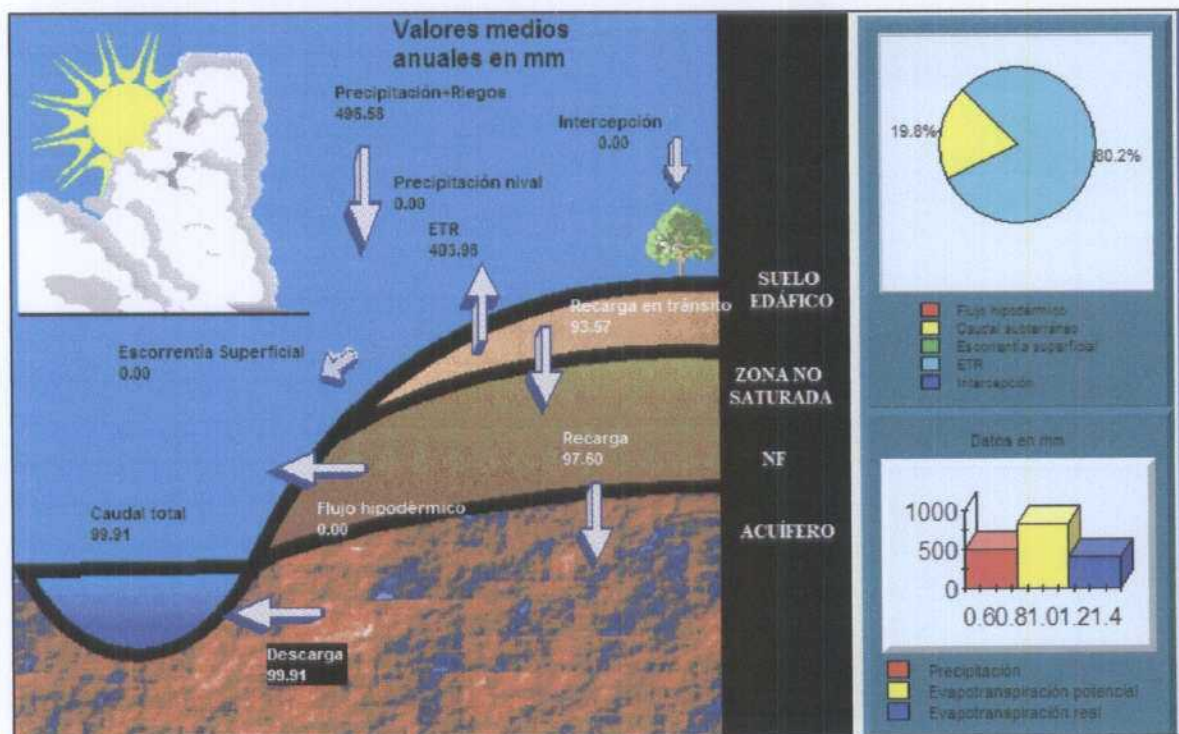 Valores medios
anuales en mm
Precipitación+Riegos
496.58
Intercepción
0.00
Precipitación nival
0.00
ETR
403.98
Recarga en tránsito
93.67
Escorrentía Superficial
0.00
Recarga
97.60
Flujo hipodérmico
0.00
Caudal total
99.91
Descarga
99.91
SUELO
EDÁFICO
ZONA NO
SATURADA
NF
ACUÍFERO
19.8%
80.2%
Flujo hipodérmico
Caudal subterráneo
Escorrentía superficial
ETR
Intercepción
Datos en mm
1000
500
0
0.60.81.01.21.4
Precipitación
Evapotranspiración potencial
Evapotranspiración real